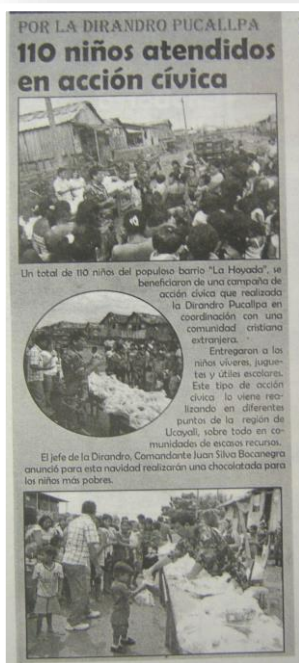 POR LA DIRANDRO PUCALLPA
110 niños atendidos
en acción cívica
Un total de 110 niños del populoso barrio "La Hoyada", se
beneficiaron de una campaña de
acción cívica que realizada
la Dirandro Pucallpa en
coordinación con una
comunidad cristiana
extranjera.
Entregaron a los
niños víveres, jugue-
tes y útiles escolares.
Este tipo de acción
cívica lo viene rea-
lizando en diferentes
puntos de la región de
Ucayali, sobre todo en co-
munidades de escasos recursos.
El jefe de la Dirandro, Comandante Juan Silva Bocanegra
anunció para esta navidad realizarán una chocolatada para
los niños más pobres.